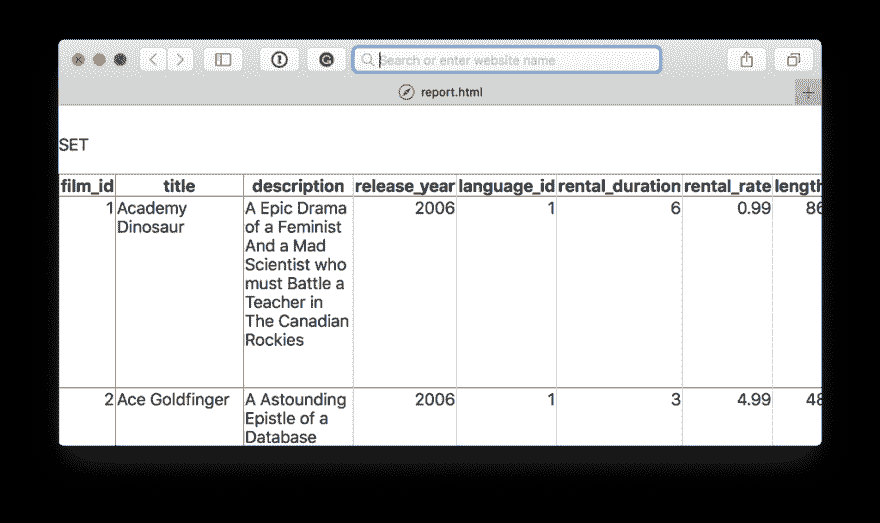 Search or enter website name
report.html
SET
film_id title description release_year language_id rental_duration rental_rate length
1 Academy A Epic Drama 2006 1 6 0.99 86
Dinosaur of a Feminist
And a Mad
Scientist who
must Battle a
Teacher in
The Canadian
Rockies
2 Ace Goldfinger A Astounding 2006 1 3 4.99 48
Epistle of a
Database